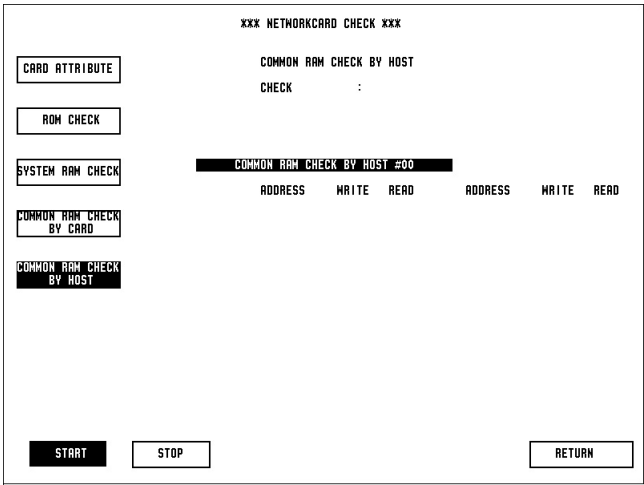 *** NETWORKCARD CHECK ***
CARD ATTRIBUTE
COMMON RAM CHECK BY HOST
CHECK :
ROM CHECK
SYSTEM RAM CHECK
COMMON RAM CHECK BY HOST #00
ADDRESS WRITE READ ADDRESS WRITE READ
COMMON RAM CHECK
BY CARD
COMMON RAM CHECK
BY HOST
START STOP RETURN